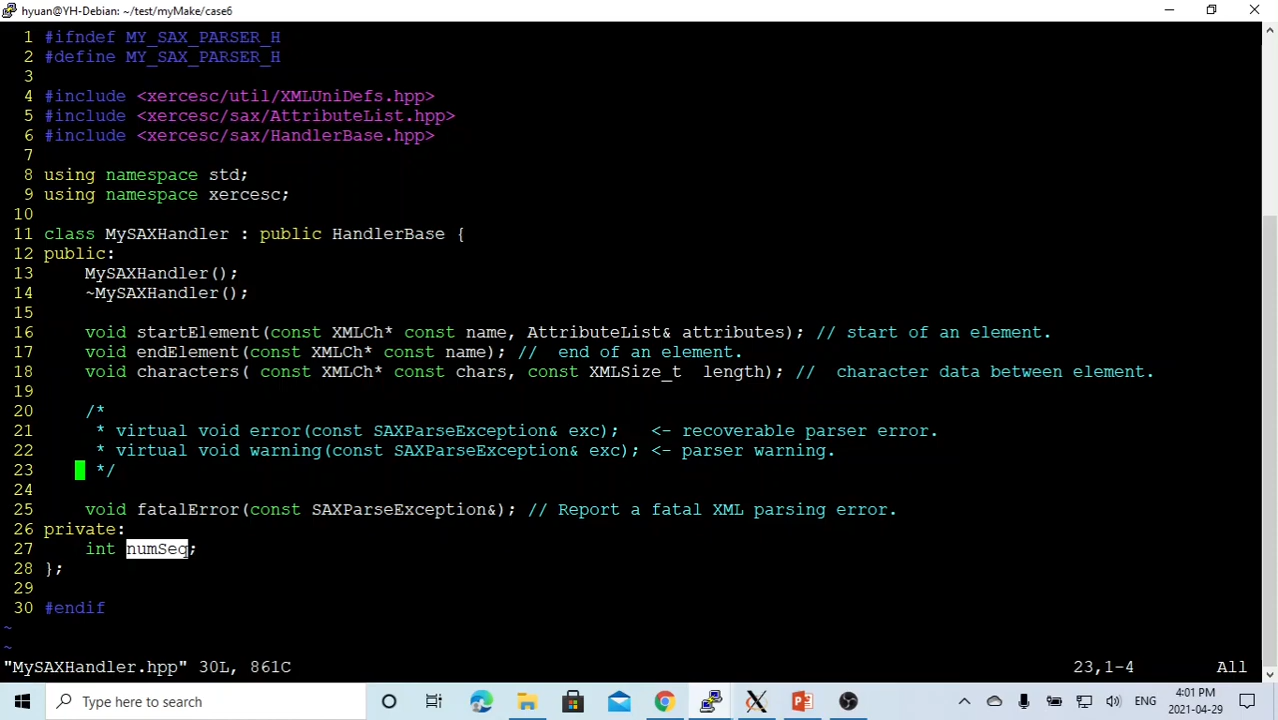 hyuan@YH-Debian: ~/test/myMake/case6
1 #ifndef MY_SAX_PARSER_H
2 #define MY_SAX_PARSER_H
3
4 #include <xercesc/util/XMLUniDefs.hpp>
5 #include <xercesc/sax/AttributeList.hpp>
6 #include <xercesc/sax/HandlerBase.hpp>
7
8 using namespace std;
9 using namespace xercesc;
10
11 class MySAXHandler : public HandlerBase {
12 public:
13     MySAXHandler();
14     ~MySAXHandler();
15
16     void startElement(const XMLCh* const name, AttributeList& attributes); // start of an element.
17     void endElement(const XMLCh* const name); //  end of an element.
18     void characters( const XMLCh* const chars, const XMLSize_t  length); //  character data between element.
19
20     /*
21      * virtual void error(const SAXParseException& exc);   <- recoverable parser error.
22      * virtual void warning(const SAXParseException& exc); <- parser warning.
23      */
24
25     void fatalError(const SAXParseException&); // Report a fatal XML parsing error.
26 private:
27     int numSeq;
28 };
29
30 #endif
~
~
"MySAXHandler.hpp" 30L, 861C 23,1-4 All
Type here to search
ENG
4:01 PM
2021-04-29